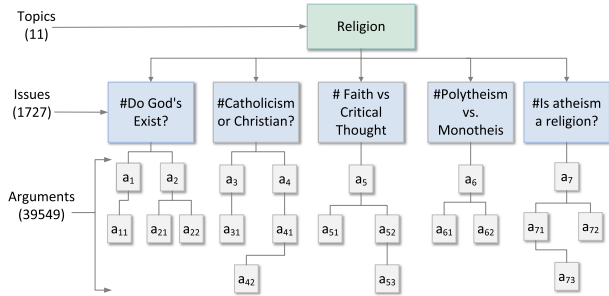 Topics
(11)
Religion
Issues
(1727)
#Do God's
Exist?
#Catholicism
or Christian?
# Faith vs
Critical
Thought
#Polytheism
vs.
Monotheis
#Is atheism
a religion?
Arguments
(39549)
a1 a2 a3 a4 a5 a6 a7
a11 a21 a22 a31 a41 a51 a52 a61 a62 a71 a72
a42 a53 a73